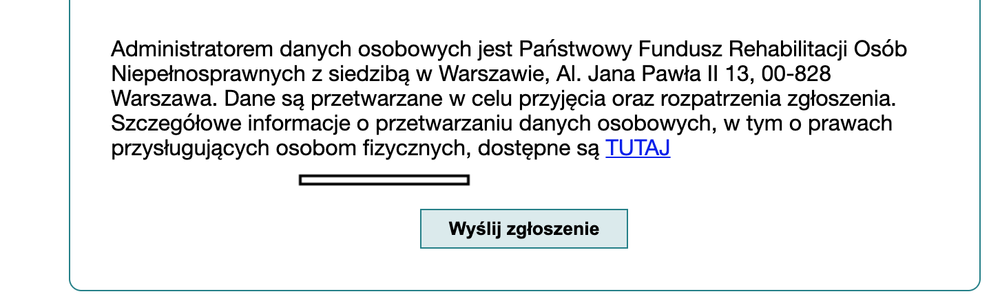 Administratorem danych osobowych jest Państwowy Fundusz Rehabilitacji Osób
Niepełnosprawnych z siedzibą w Warszawie, Al. Jana Pawła II 13, 00-828
Warszawa. Dane są przetwarzane w celu przyjęcia oraz rozpatrzenia zgłoszenia.
Szczegółowe informacje o przetwarzaniu danych osobowych, w tym o prawach
przysługujących osobom fizycznych, dostępne są TUTAJ
Wyślij zgłoszenie